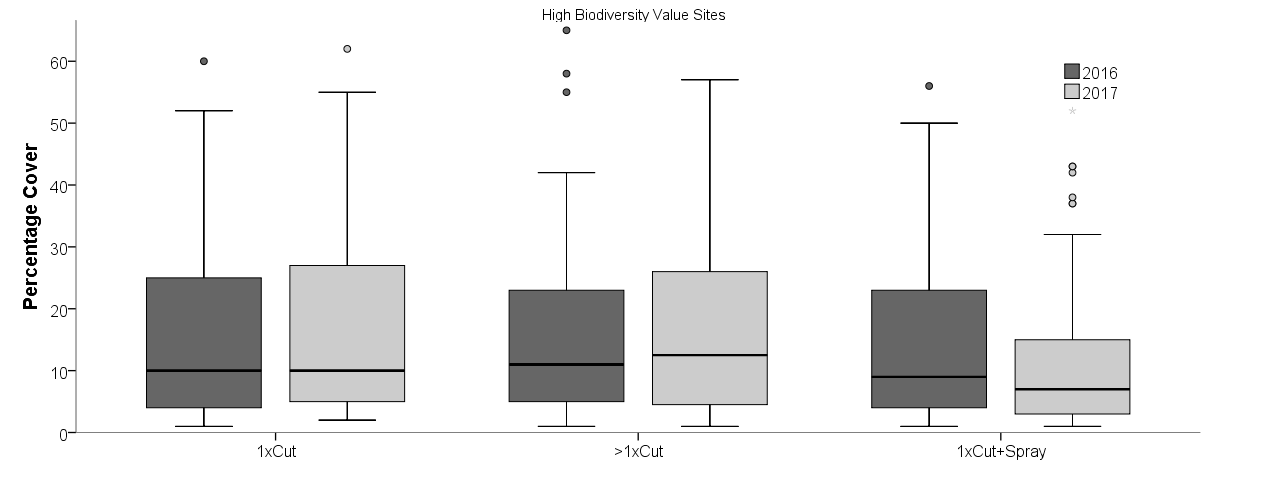 High Biodiversity Value Sites
Percentage Cover
60
50
40
30
20
10
0
2016
2017
1xCut
>1xCut
1xCut+Spray